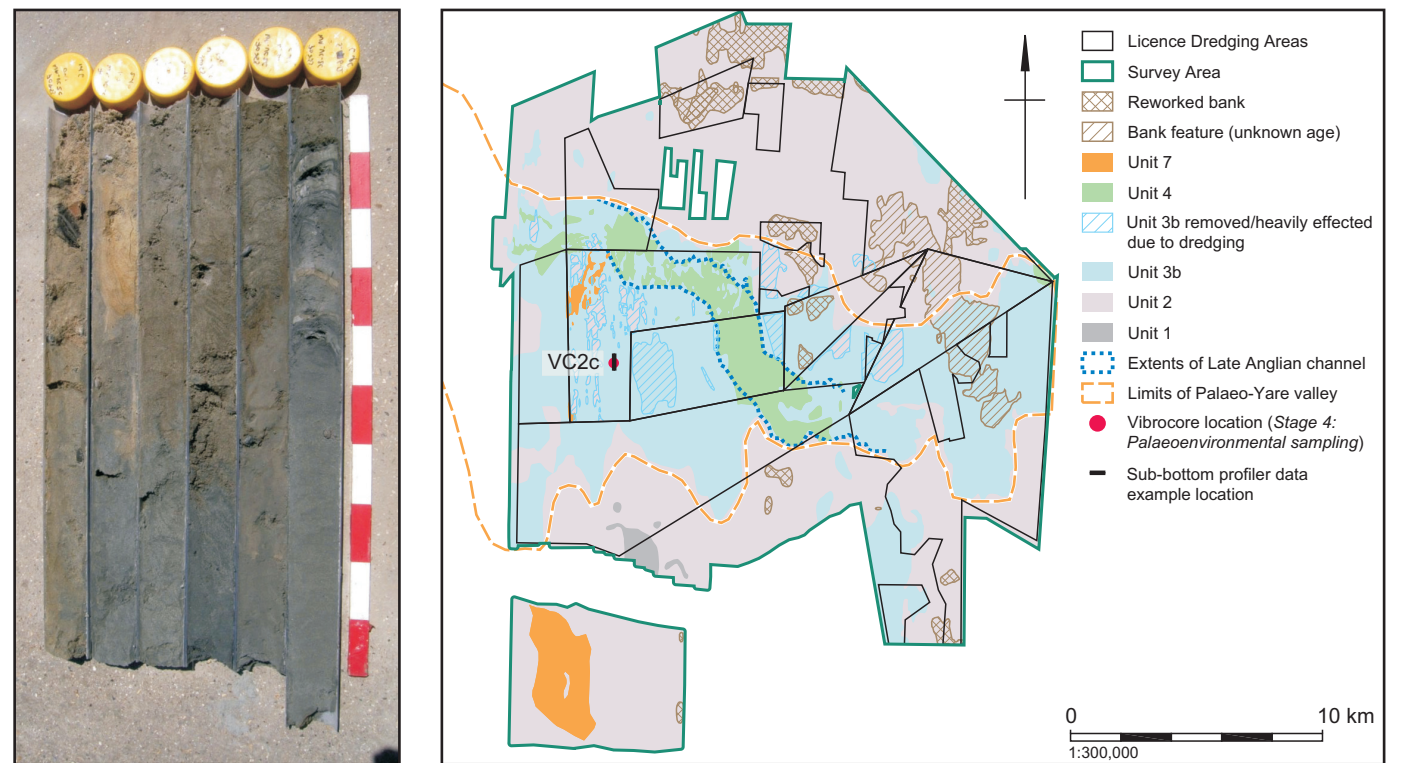 VC2c
Licence Dredging Areas
Survey Area
Reworked bank
Bank feature (unknown age)
Unit 7
Unit 4
Unit 3b removed/heavily effected
due to dredging
Unit 3b
Unit 2
Unit 1
Extents of Late Anglian channel
Limits of Palaeo-Yare valley
Vibrocore location (Stage 4:
Palaeoenvironmental sampling)
Sub-bottom profiler data
example location
0 10 km
1:300,000